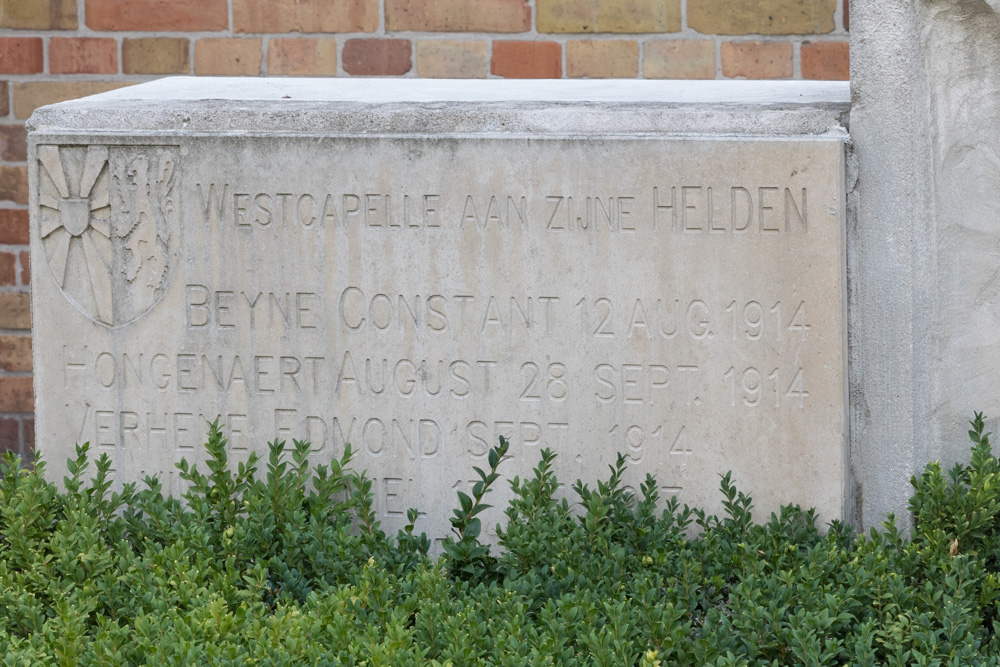 WESTCAPELLE AAN ZIJNE HELDEN
BEYNE CONSTANT 12 AUG. 1914
HONGENAERT AUGUST 28 SEPT. 1914
VERHEYE EDMOND SEPT. 1914